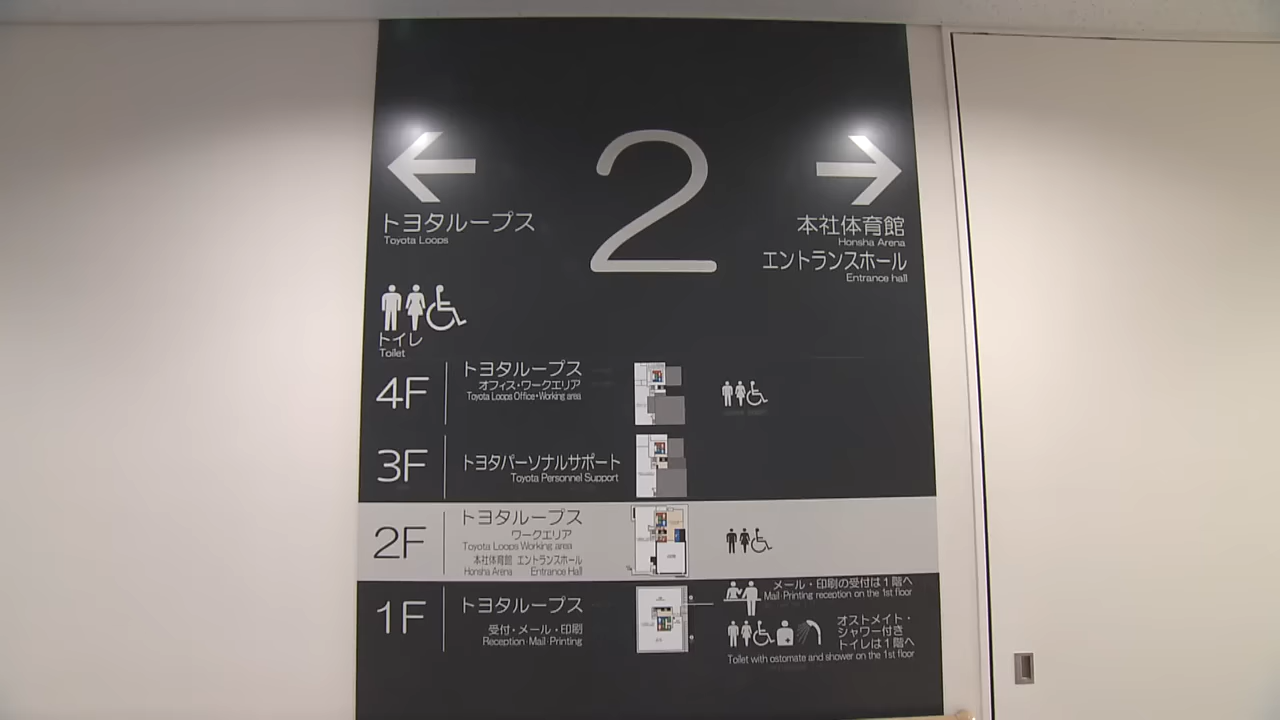 2
トヨタループス
Toyota Loops
本社体育館
Honsha Arena
エントランスホール
Entrance hall
トイレ
Toilet
4F
トヨタループス
オフィス・ワークエリア
Toyota Loops Office・Working area
3F
トヨタパーソナルサポート
Toyota Personnel Support
2F
トヨタループス
ワークエリア
Toyota Loops Working area
本社体育館 エントランスホール
Honsha Arena Entrance Hall
1F
トヨタループス
受付・メール・印刷
Reception・Mail・Printing
メール・印刷の受付は1階へ
Mail・Printing reception on the 1st floor
オストメイト・
シャワー付き
トイレは1階へ
Toilet with ostomate and shower on the 1st floor